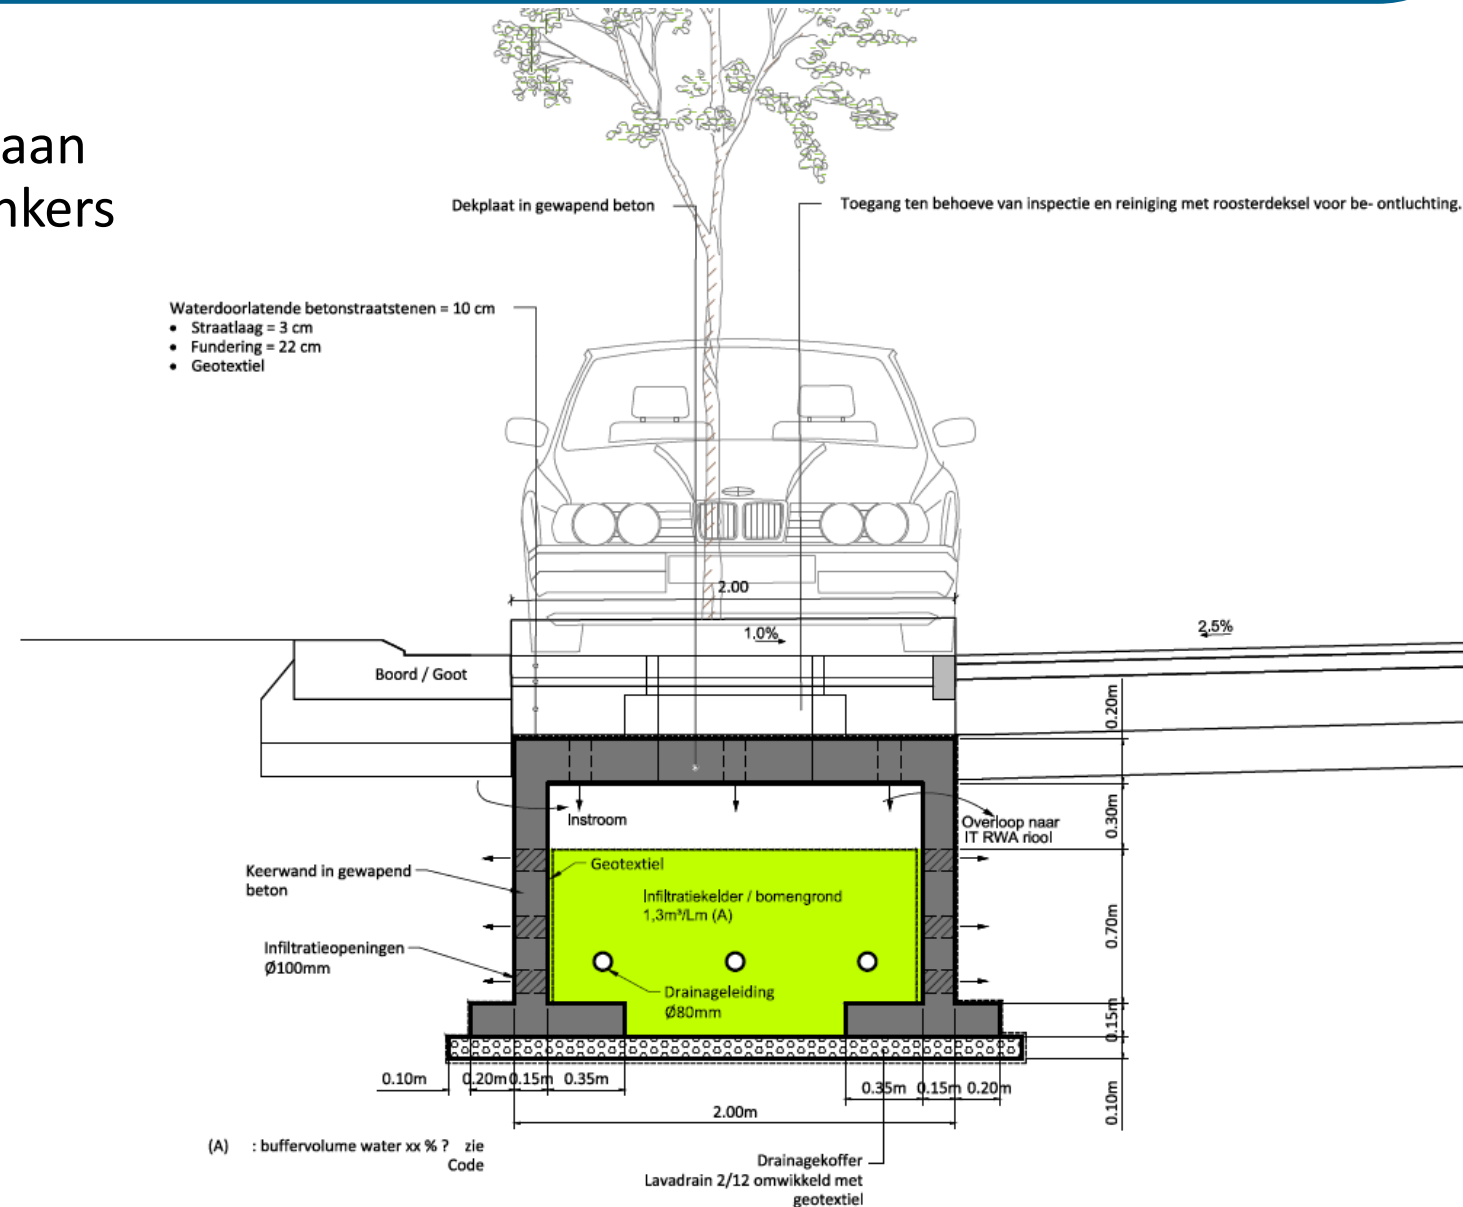 aan
nkers
Dekplaat in gewapend beton
Toegang ten behoeve van inspectie en reiniging met roosterdeksel voor be- ontluchting.
Waterdoorlatende betonstraatstenen = 10 cm
• Straatlaag = 3 cm
• Fundering = 22 cm
• Geotextiel
2.00
1.0%
2.5%
Boord / Goot
0.20m
Instroom
Overloop naar
IT RWA riool
0.30m
Keerwand in gewapend
beton
Geotextiel
Infiltratiekelder / bomengrond
1,3m³/Lm (A)
0.70m
Infiltratieopeningen
Ø100mm
Drainageleiding
Ø80mm
0.15m
0.10m
0.20m
0.15m
0.35m
0.35m
0.15m
0.20m
0.10m
2.00m
(A) : buffervolume water xx % ? zie
Code
Drainagekoffer
Lavadrain 2/12 omwikkeld met
geotextiel